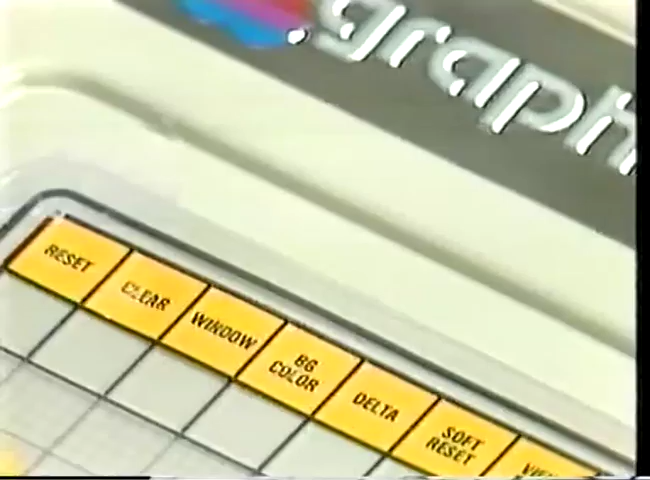 graph
RESET
CLEAR
WINDOW
BG
COLOR
DELTA
SOFT
RESET